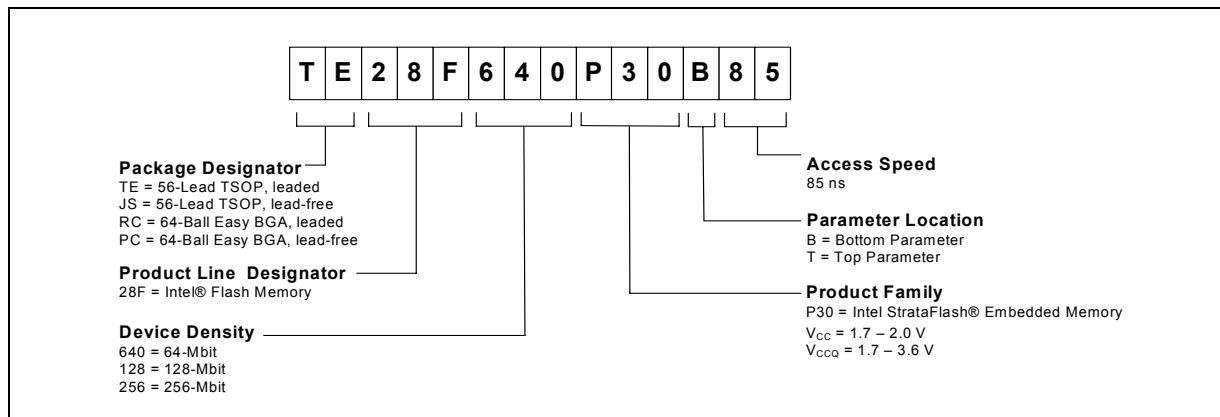 T E 2 8 F 6 4 0 P 3 0 B 8 5
Package Designator
TE = 56-Lead TSOP, leaded
JS = 56-Lead TSOP, lead-free
RC = 64-Ball Easy BGA, leaded
PC = 64-Ball Easy BGA, lead-free
Product Line Designator
28F = Intel® Flash Memory
Device Density
640 = 64-Mbit
128 = 128-Mbit
256 = 256-Mbit
Access Speed
85 ns
Parameter Location
B = Bottom Parameter
T = Top Parameter
Product Family
P30 = Intel StrataFlash® Embedded Memory
VCC = 1.7 – 2.0 V
VCCQ = 1.7 – 3.6 V